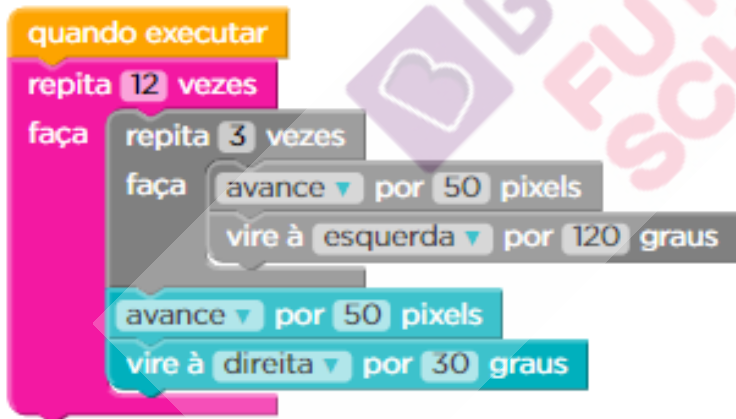 quando executar
repita 12 vezes
faça repita 3 vezes
faça avance ▼ por 50 pixels
vire à esquerda ▼ por 120 graus
avance ▼ por 50 pixels
vire à direita ▼ por 30 graus